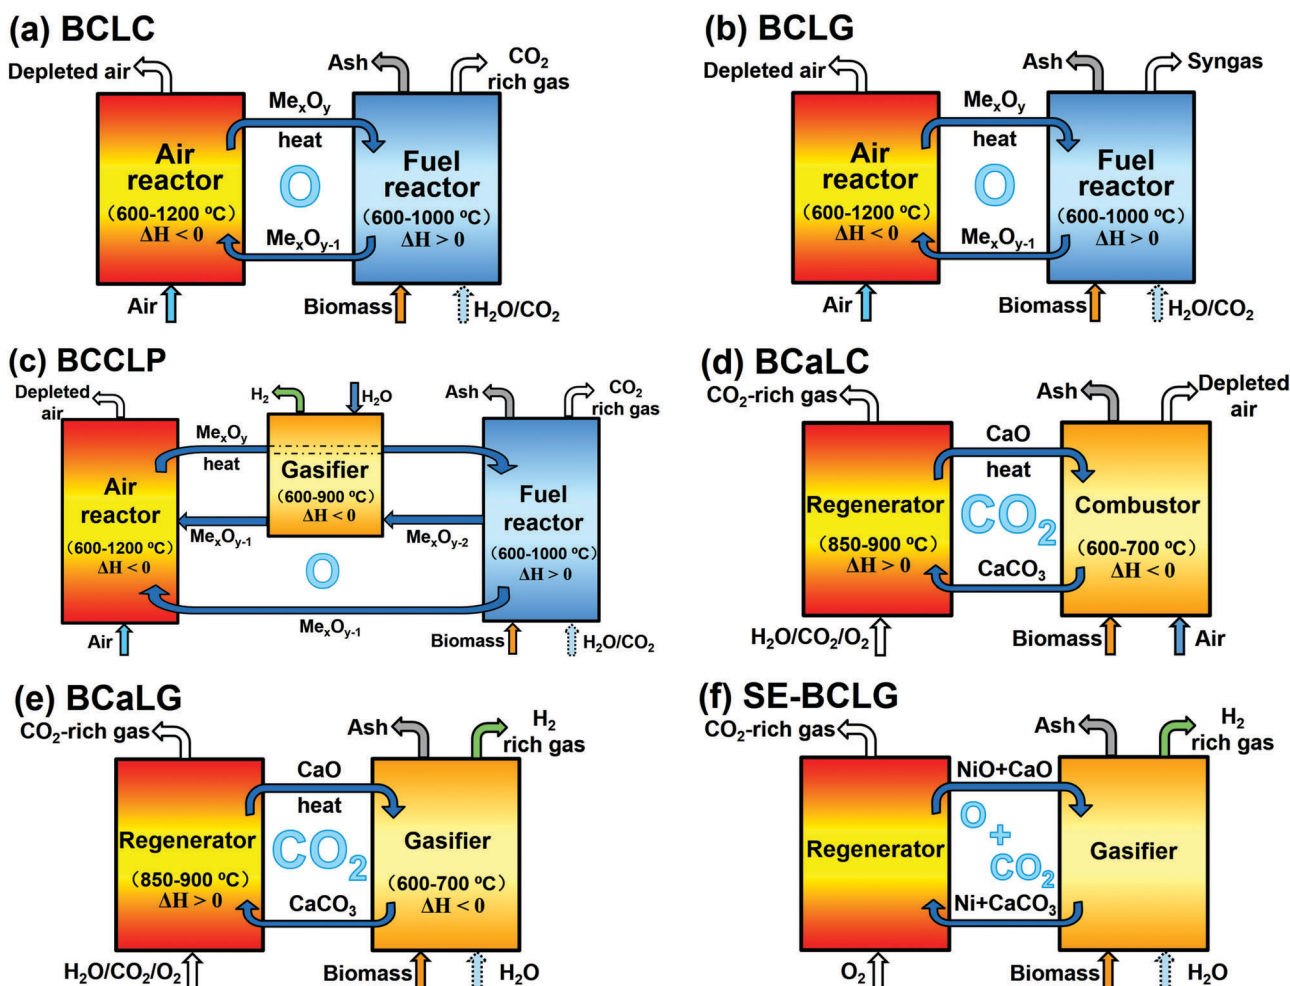 (a) BCLC
Depleted air
Ash
CO₂
rich gas
MeₓOᵧ
heat
Air
reactor
(600-1200 ºC)
ΔH < 0
O
Fuel
reactor
(600-1000 ºC)
ΔH > 0
MeₓOᵧ₋₁
Air
Biomass
H₂O/CO₂
(b) BCLG
Depleted air
Ash
Syngas
MeₓOᵧ
heat
Air
reactor
(600-1200 ºC)
ΔH < 0
O
Fuel
reactor
(600-1000 ºC)
ΔH > 0
MeₓOᵧ₋₁
Air
Biomass
H₂O/CO₂
(c) BCCLP
Depleted
air
H₂
H₂O
Ash
CO₂
rich gas
MeₓOᵧ
heat
Gasifier
(600-900 ºC)
ΔH < 0
Air
reactor
(600-1200 ºC)
ΔH < 0
Fuel
reactor
(600-1000 ºC)
ΔH > 0
MeₓOᵧ₋₁
MeₓOᵧ₋₂
O
MeₓOᵧ₋₁
Air
Biomass
H₂O/CO₂
(d) BCaLC
CO₂-rich gas
Ash
Depleted
air
CaO
heat
Regenerator
(850-900 ºC)
ΔH > 0
CO₂
Combustor
(600-700 ºC)
ΔH < 0
CaCO₃
H₂O/CO₂/O₂
Biomass
Air
(e) BCaLG
CO₂-rich gas
Ash
H₂
rich gas
CaO
heat
Regenerator
(850-900 ºC)
ΔH > 0
CO₂
Gasifier
(600-700 ºC)
ΔH < 0
CaCO₃
H₂O/CO₂/O₂
Biomass
H₂O
(f) SE-BCLG
CO₂-rich gas
Ash
H₂
rich gas
NiO+CaO
Regenerator
O
+
CO₂
Gasifier
Ni+CaCO₃
O₂
Biomass
H₂O